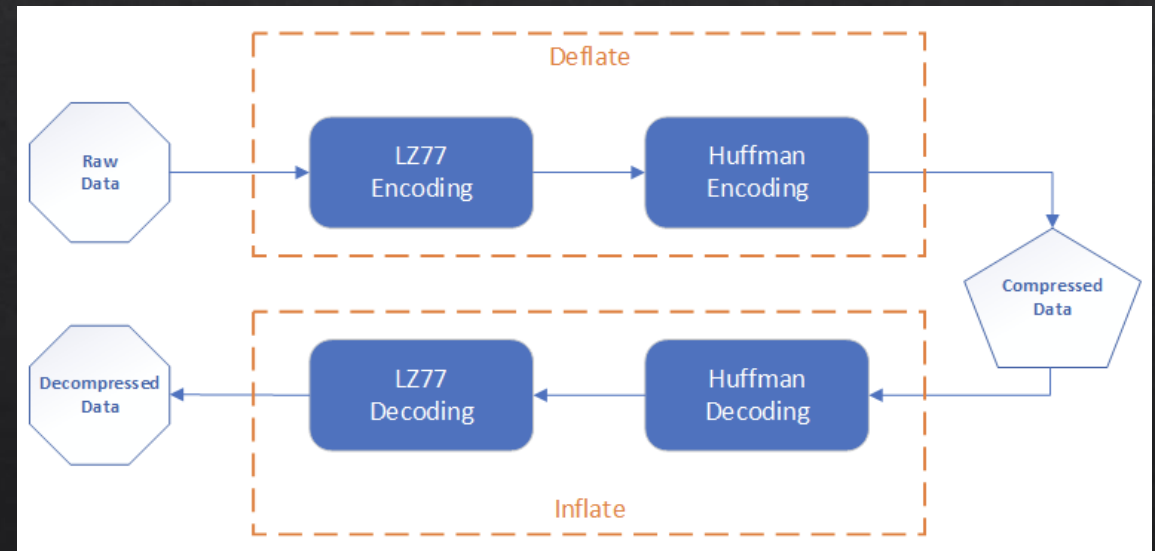 Deflate
Raw
Data
LZ77
Encoding
Huffman
Encoding
Compressed
Data
Decompressed
Data
LZ77
Decoding
Huffman
Decoding
Inflate